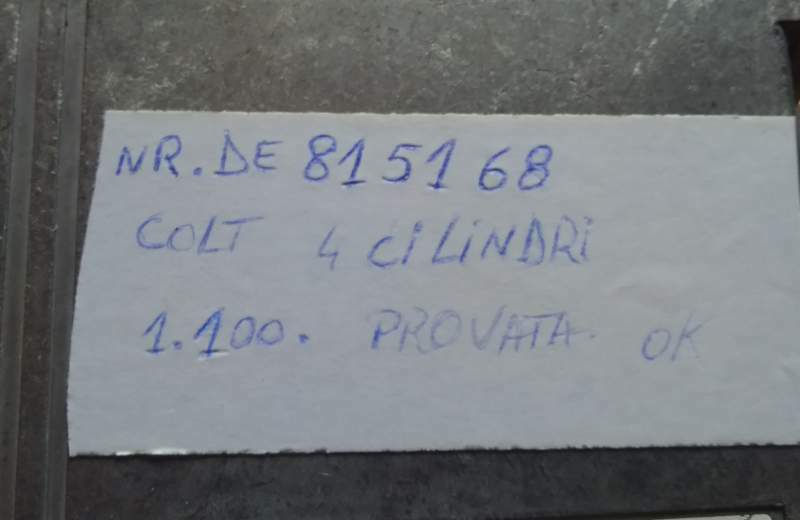 NR. DE 815168
COLT 4 CiLiNDRi
1.100. PROVATA. OK